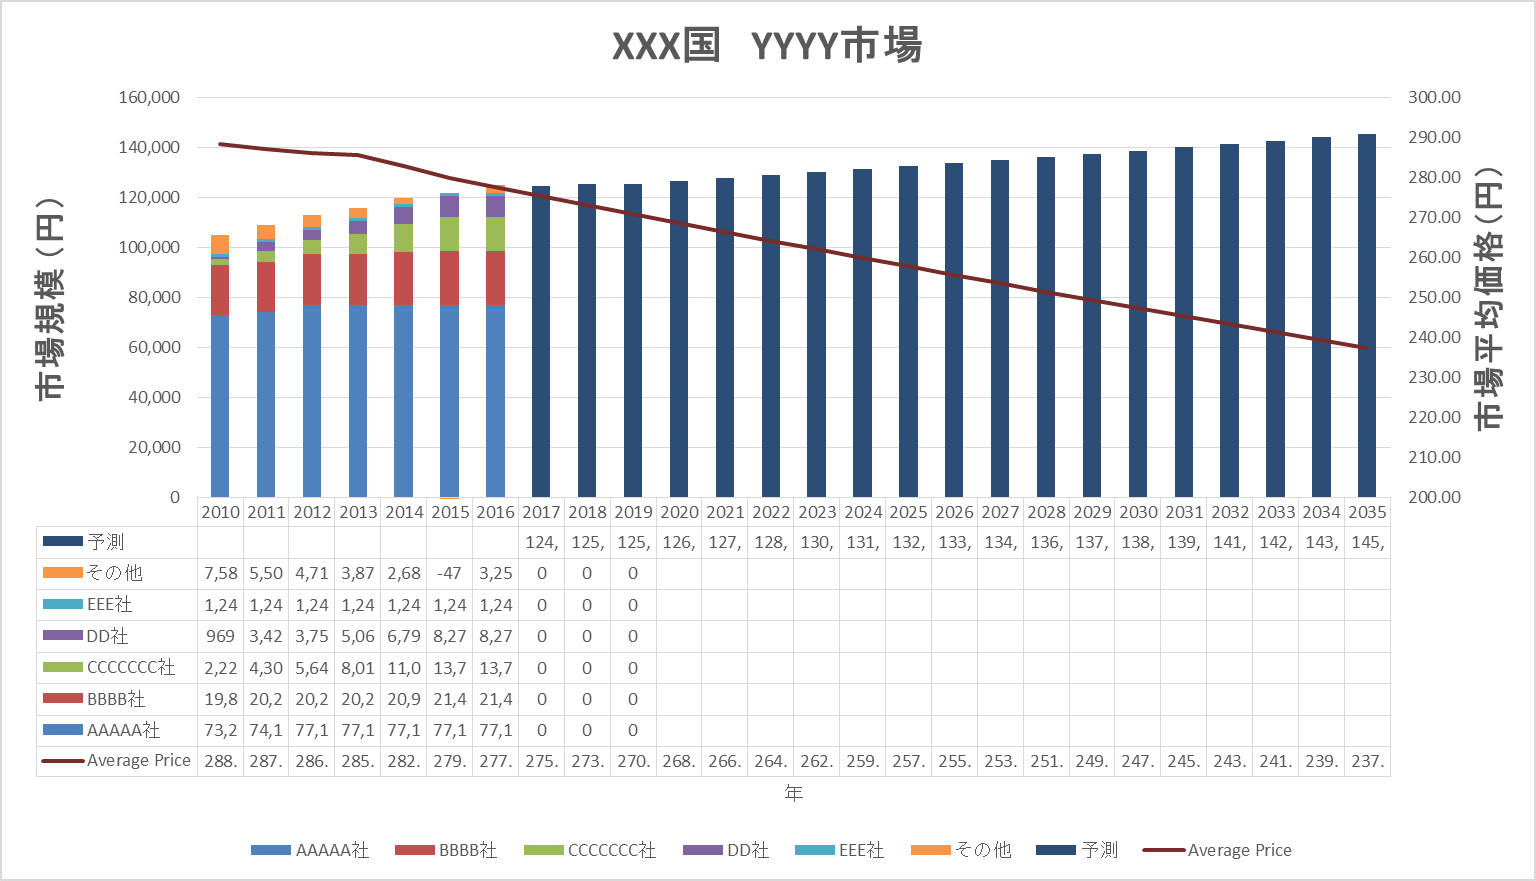 XXX国　YYYY市場
市場規模（円）
160,000
140,000
120,000
100,000
80,000
60,000
40,000
20,000
0
300.00
290.00
280.00
270.00
260.00
250.00
240.00
230.00
220.00
210.00
200.00
市場平均価格（円）
2010 2011 2012 2013 2014 2015 2016 2017 2018 2019 2020 2021 2022 2023 2024 2025 2026 2027 2028 2029 2030 2031 2032 2033 2034 2035
予測 124, 125, 125, 126, 127, 128, 130, 131, 132, 133, 134, 136, 137, 138, 139, 141, 142, 143, 145,
その他 7,58 5,50 4,71 3,87 2,68 -47 3,25 0 0 0
EEE社 1,24 1,24 1,24 1,24 1,24 1,24 1,24 0 0 0
DD社 969 3,42 3,75 5,06 6,79 8,27 8,27 0 0 0
CCCCCCC社 2,22 4,30 5,64 8,01 11,0 13,7 13,7 0 0 0
BBBB社 19,8 20,2 20,2 20,2 20,9 21,4 21,4 0 0 0
AAAAA社 73,2 74,1 77,1 77,1 77,1 77,1 77,1 0 0 0
Average Price 288. 287. 286. 285. 282. 279. 277. 275. 273. 270. 268. 266. 264. 262. 259. 257. 255. 253. 251. 249. 247. 245. 243. 241. 239. 237.
年
AAAAA社 BBBB社 CCCCCCC社 DD社 EEE社 その他 予測 Average Price